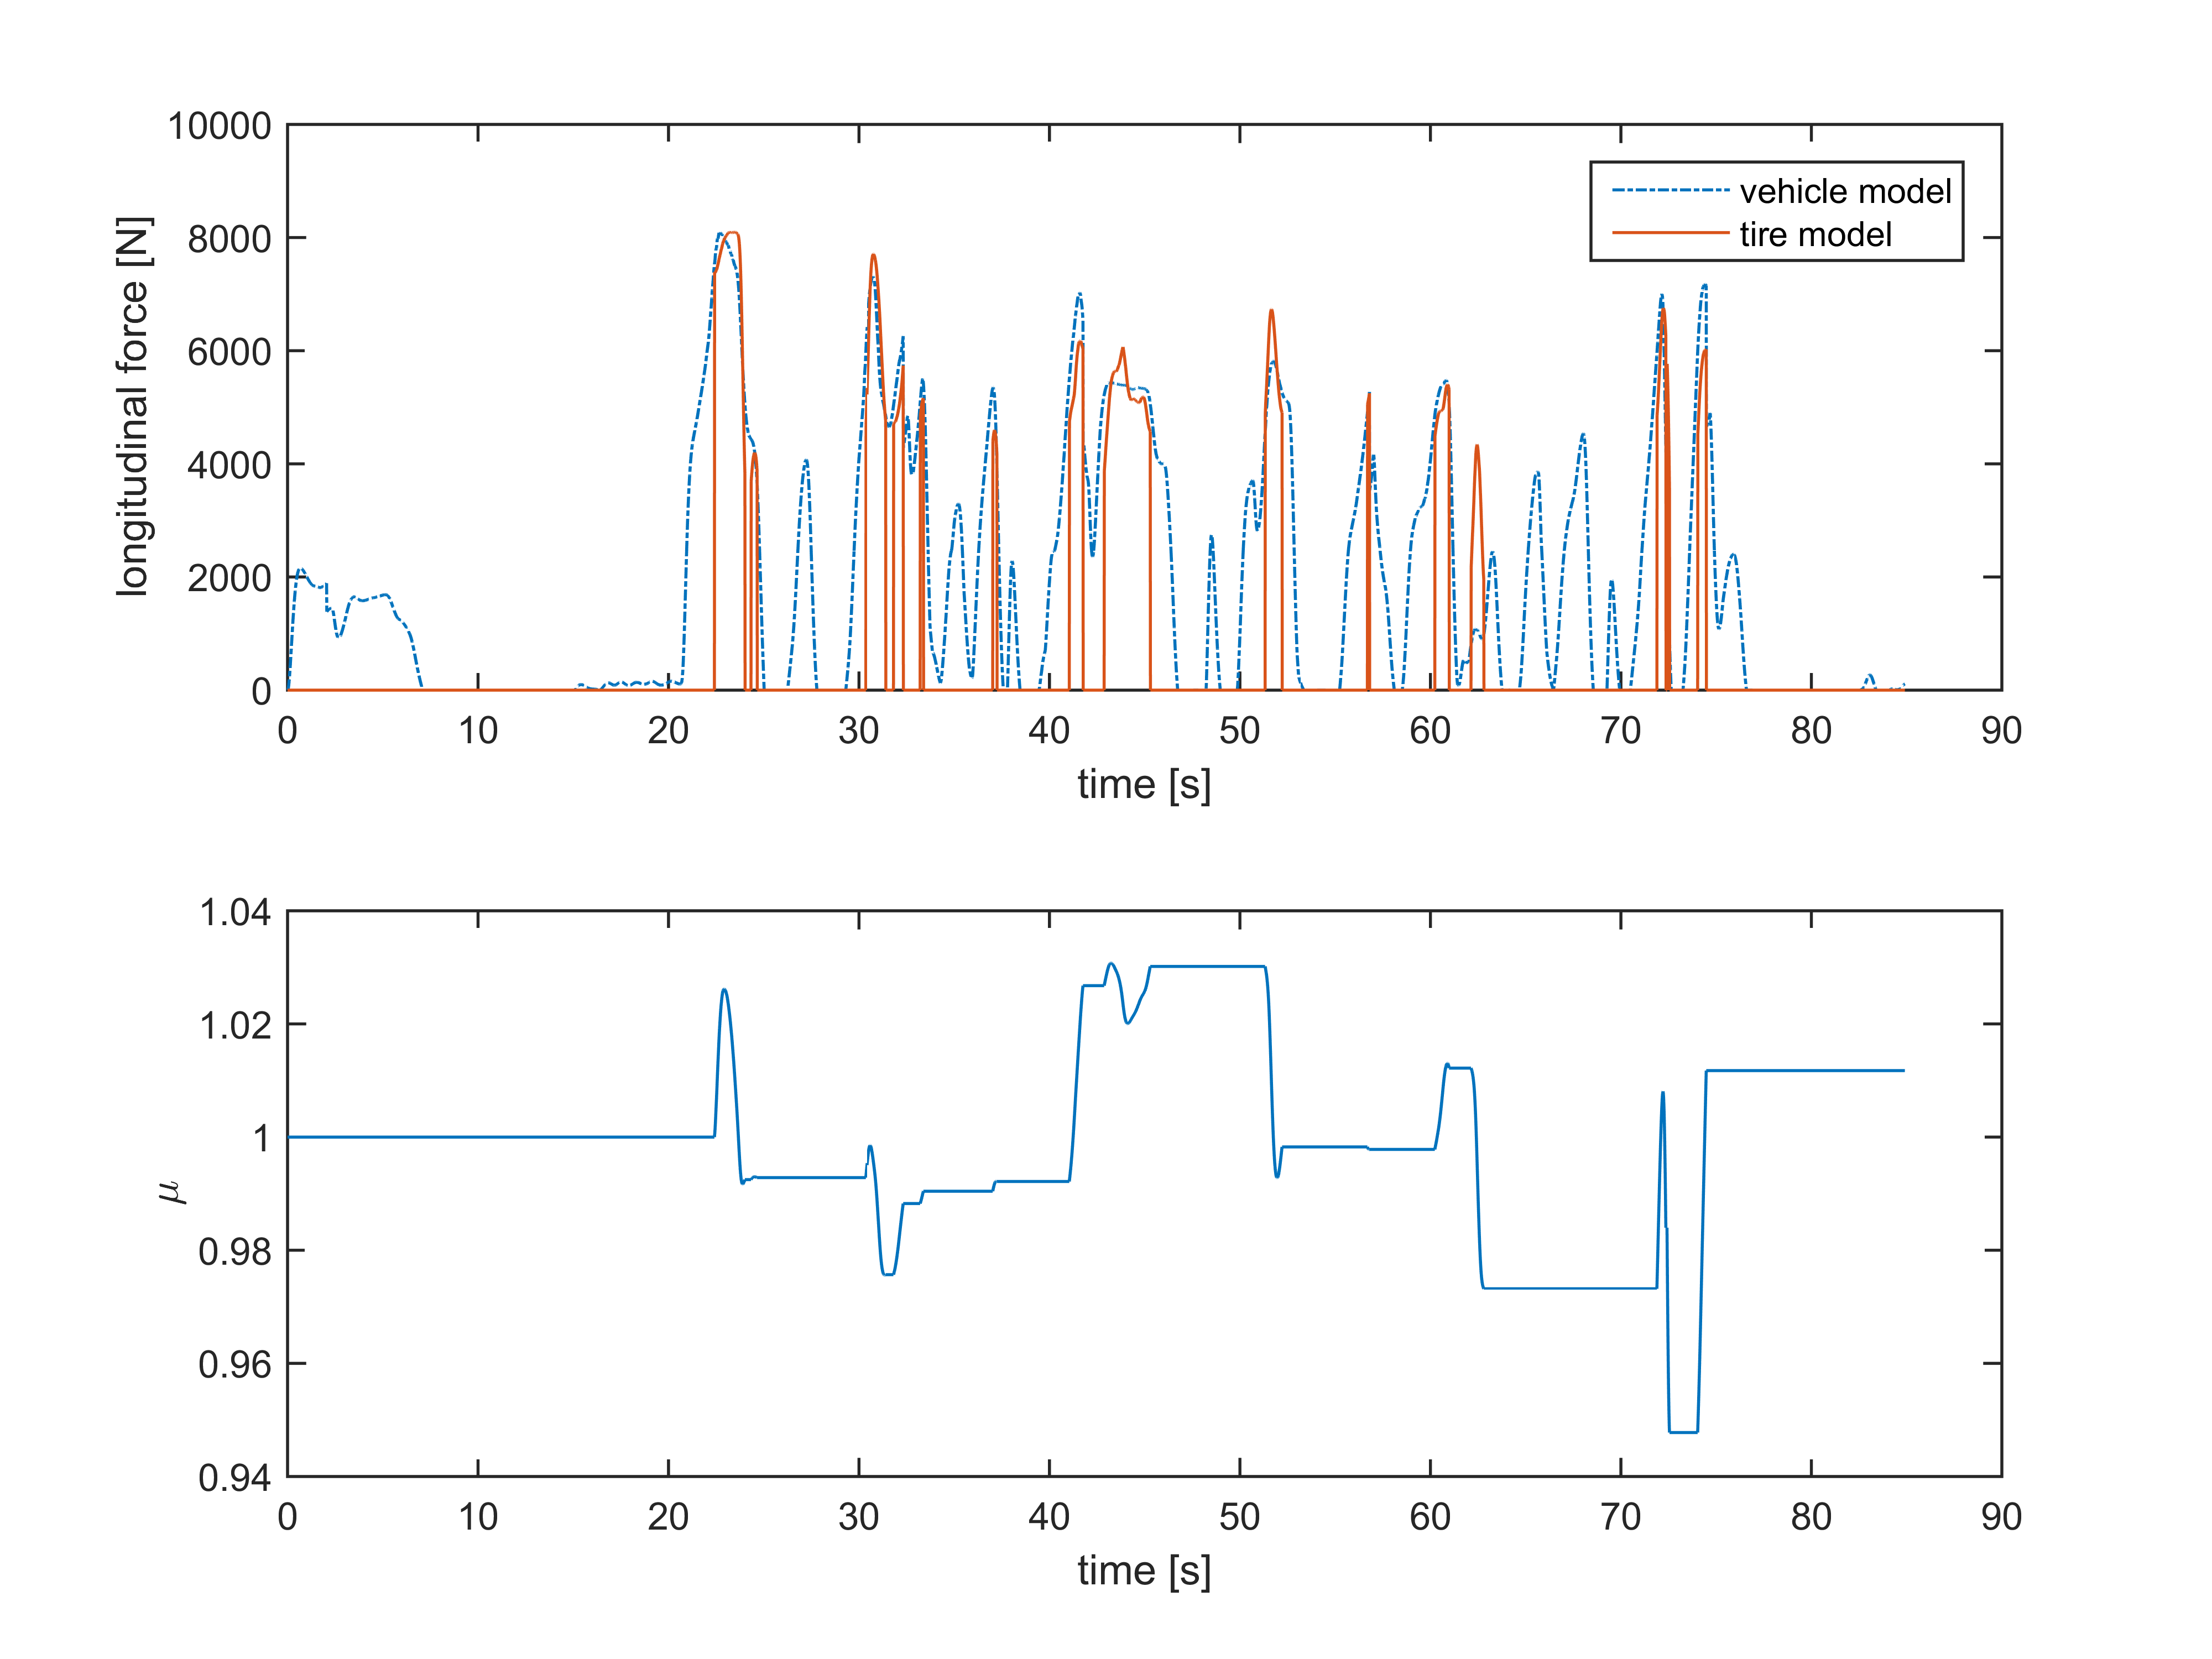 longitudinal force [N]
10000
8000
6000
4000
2000
0
vehicle model
tire model
0 10 20 30 40 50 60 70 80 90
time [s]
μ
1.04
1.02
1
0.98
0.96
0.94
0 10 20 30 40 50 60 70 80 90
time [s]